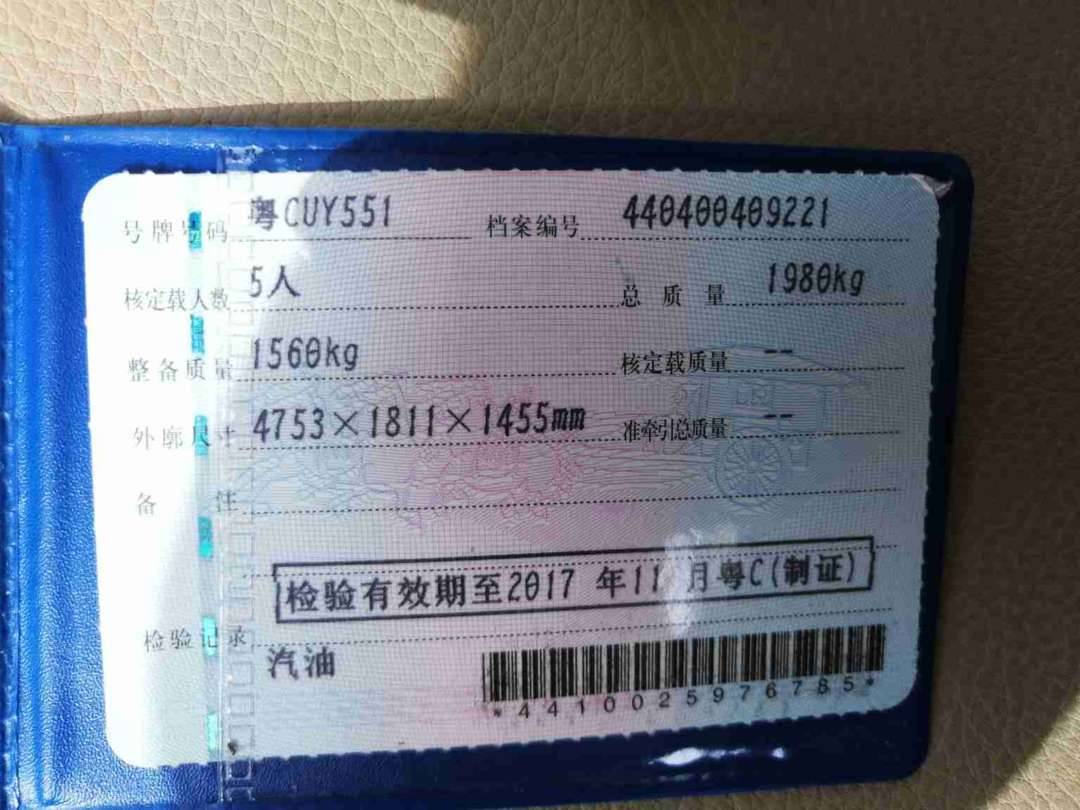 号牌号码 粤CUY551 档案编号 440400409221
核定载人数 5人 总质量 1980kg
整备质量 1560kg 核定载质量 --
外廓尺寸 4753×1811×1455mm 准牵引总质量 --
备注
检验有效期至2017 年11月粤C(制证)
检验记录
汽油
*4410025976785*